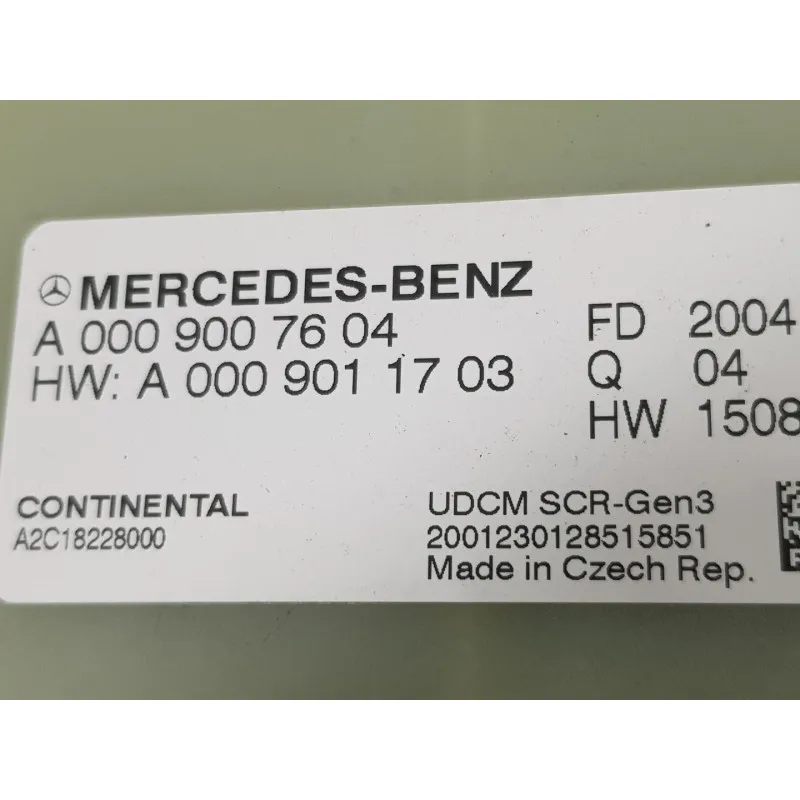 MERCEDES-BENZ
A 000 900 76 04
HW: A 000 901 17 03
FD 2004
Q 04
HW 1508
CONTINENTAL
A2C18228000
UDCM SCR-Gen3
2001230128515851
Made in Czech Rep.